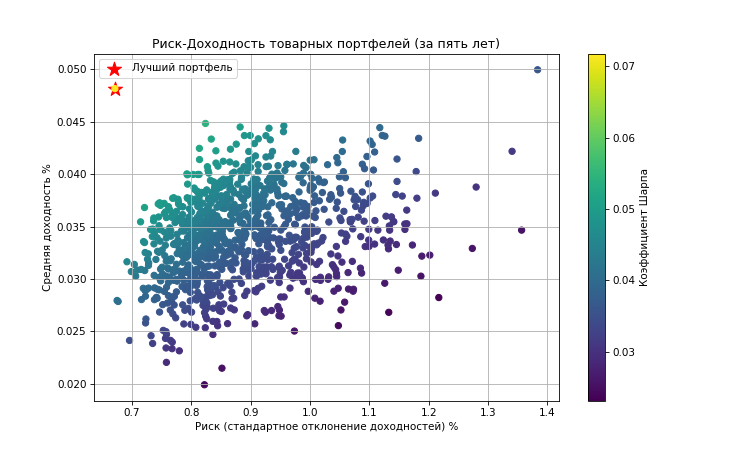 Риск-Доходность товарных портфелей (за пять лет)
Лучший портфель
Средняя доходность %
0.050
0.045
0.040
0.035
0.030
0.025
0.020
0.7 0.8 0.9 1.0 1.1 1.2 1.3 1.4
Риск (стандартное отклонение доходностей) %
0.07
0.06
0.05
0.04
0.03
Коэффициент Шарпа